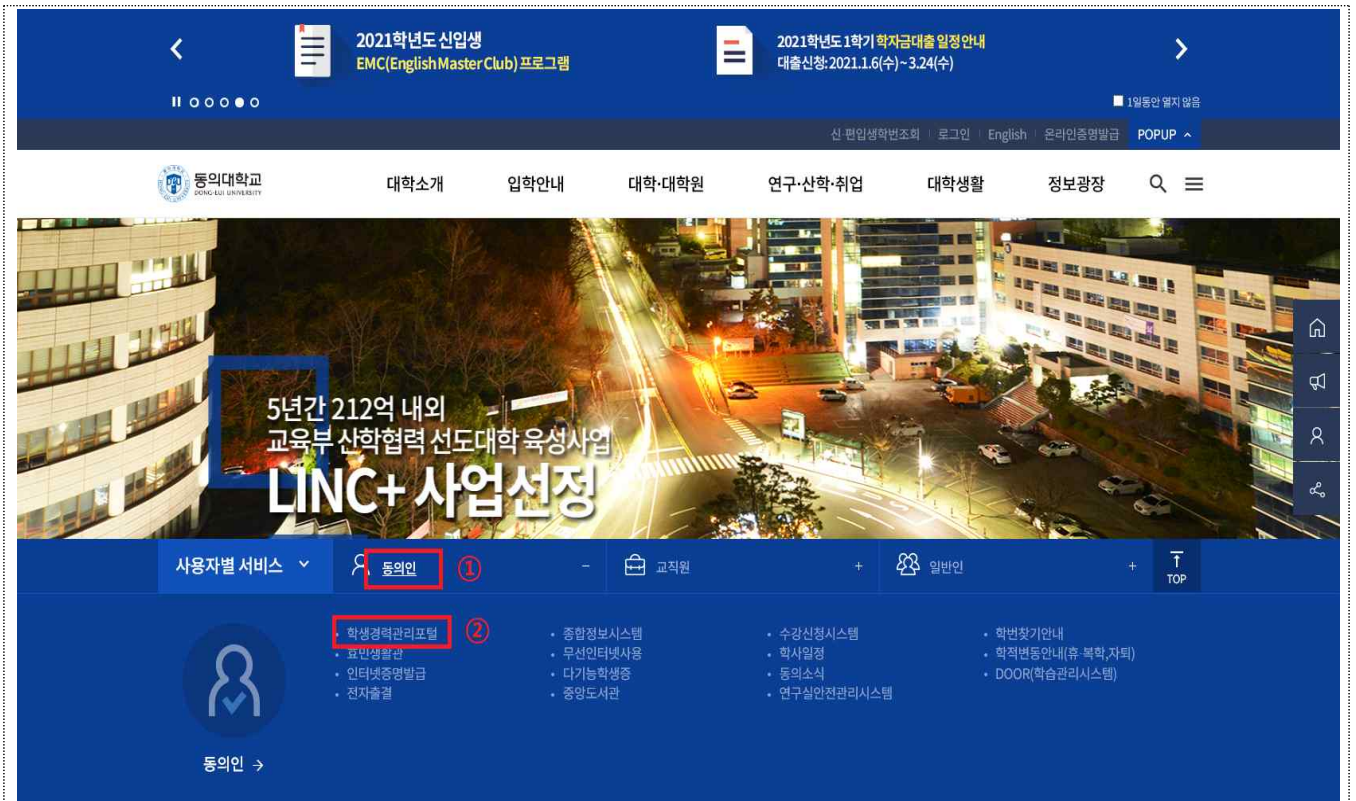 2021학년도 신입생
EMC(English Master Club) 프로그램
2021학년도 1학기 학자금대출 일정 안내
대출신청: 2021.1.6(수) ~ 3.24(수)
1일동안 열지 않음
신·편입생학번조회 로그인 English 온라인증명발급 POPUP
동의대학교
DONG-EUI UNIVERSITY
대학소개 입학안내 대학·대학원 연구·산학·취업 대학생활 정보광장
5년간 212억 내외
교육부 산학협력 선도대학 육성사업
LINC+ 사업선정
사용자별 서비스 동의인 ① - 교직원 + 일반인 + TOP
• 학생경력관리포털 ② • 종합정보시스템 • 수강신청시스템 • 학번찾기안내
• 효민생활관 • 무선인터넷사용 • 학사일정 • 학적변동안내(휴·복학,자퇴)
• 인터넷증명발급 • 다기능학생증 • 동의소식 • DOOR(학습관리시스템)
• 전자출결 • 중앙도서관 • 연구실안전관리시스템
동의인 →